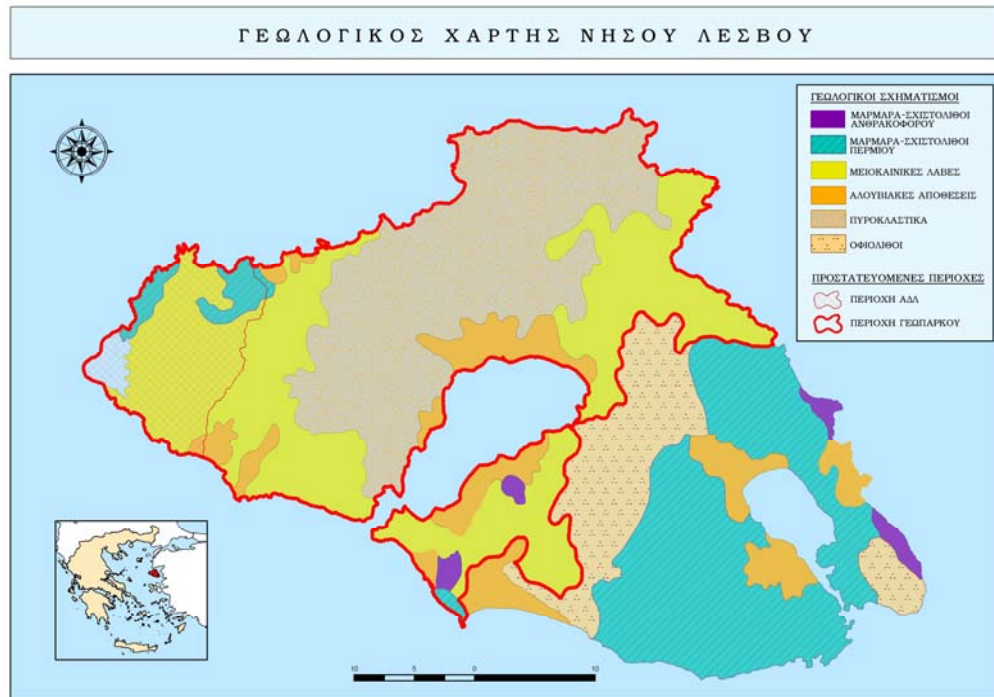 ΓΕΩΛΟΓΙΚΟΣ ΧΑΡΤΗΣ ΝΗΣΟΥ ΛΕΣΒΟΥ
ΓΕΩΛΟΓΙΚΟΙ ΣΧΗΜΑΤΙΣΜΟΙ
ΜΑΡΜΑΡΑ-ΣΧΙΣΤΟΛΙΘΟΙ
ΑΝΘΡΑΚΟΦΟΡΟΥ
ΜΑΡΜΑΡΑ-ΣΧΙΣΤΟΛΙΘΟΙ
ΠΕΡΜΙΟΥ
ΜΕΙΟΚΑΙΝΙΚΕΣ ΛΑΒΕΣ
ΑΛΟΥΒΙΑΚΕΣ ΑΠΟΘΕΣΕΙΣ
ΠΥΡΟΚΛΑΣΤΙΚΑ
ΟΦΙΟΛΙΘΟΙ
ΠΡΟΣΤΑΤΕΥΟΜΕΝΕΣ ΠΕΡΙΟΧΕΣ
ΠΕΡΙΟΧΗ ΑΔΛ
ΠΕΡΙΟΧΗ ΓΕΩΠΑΡΚΟΥ
10 5 0 10